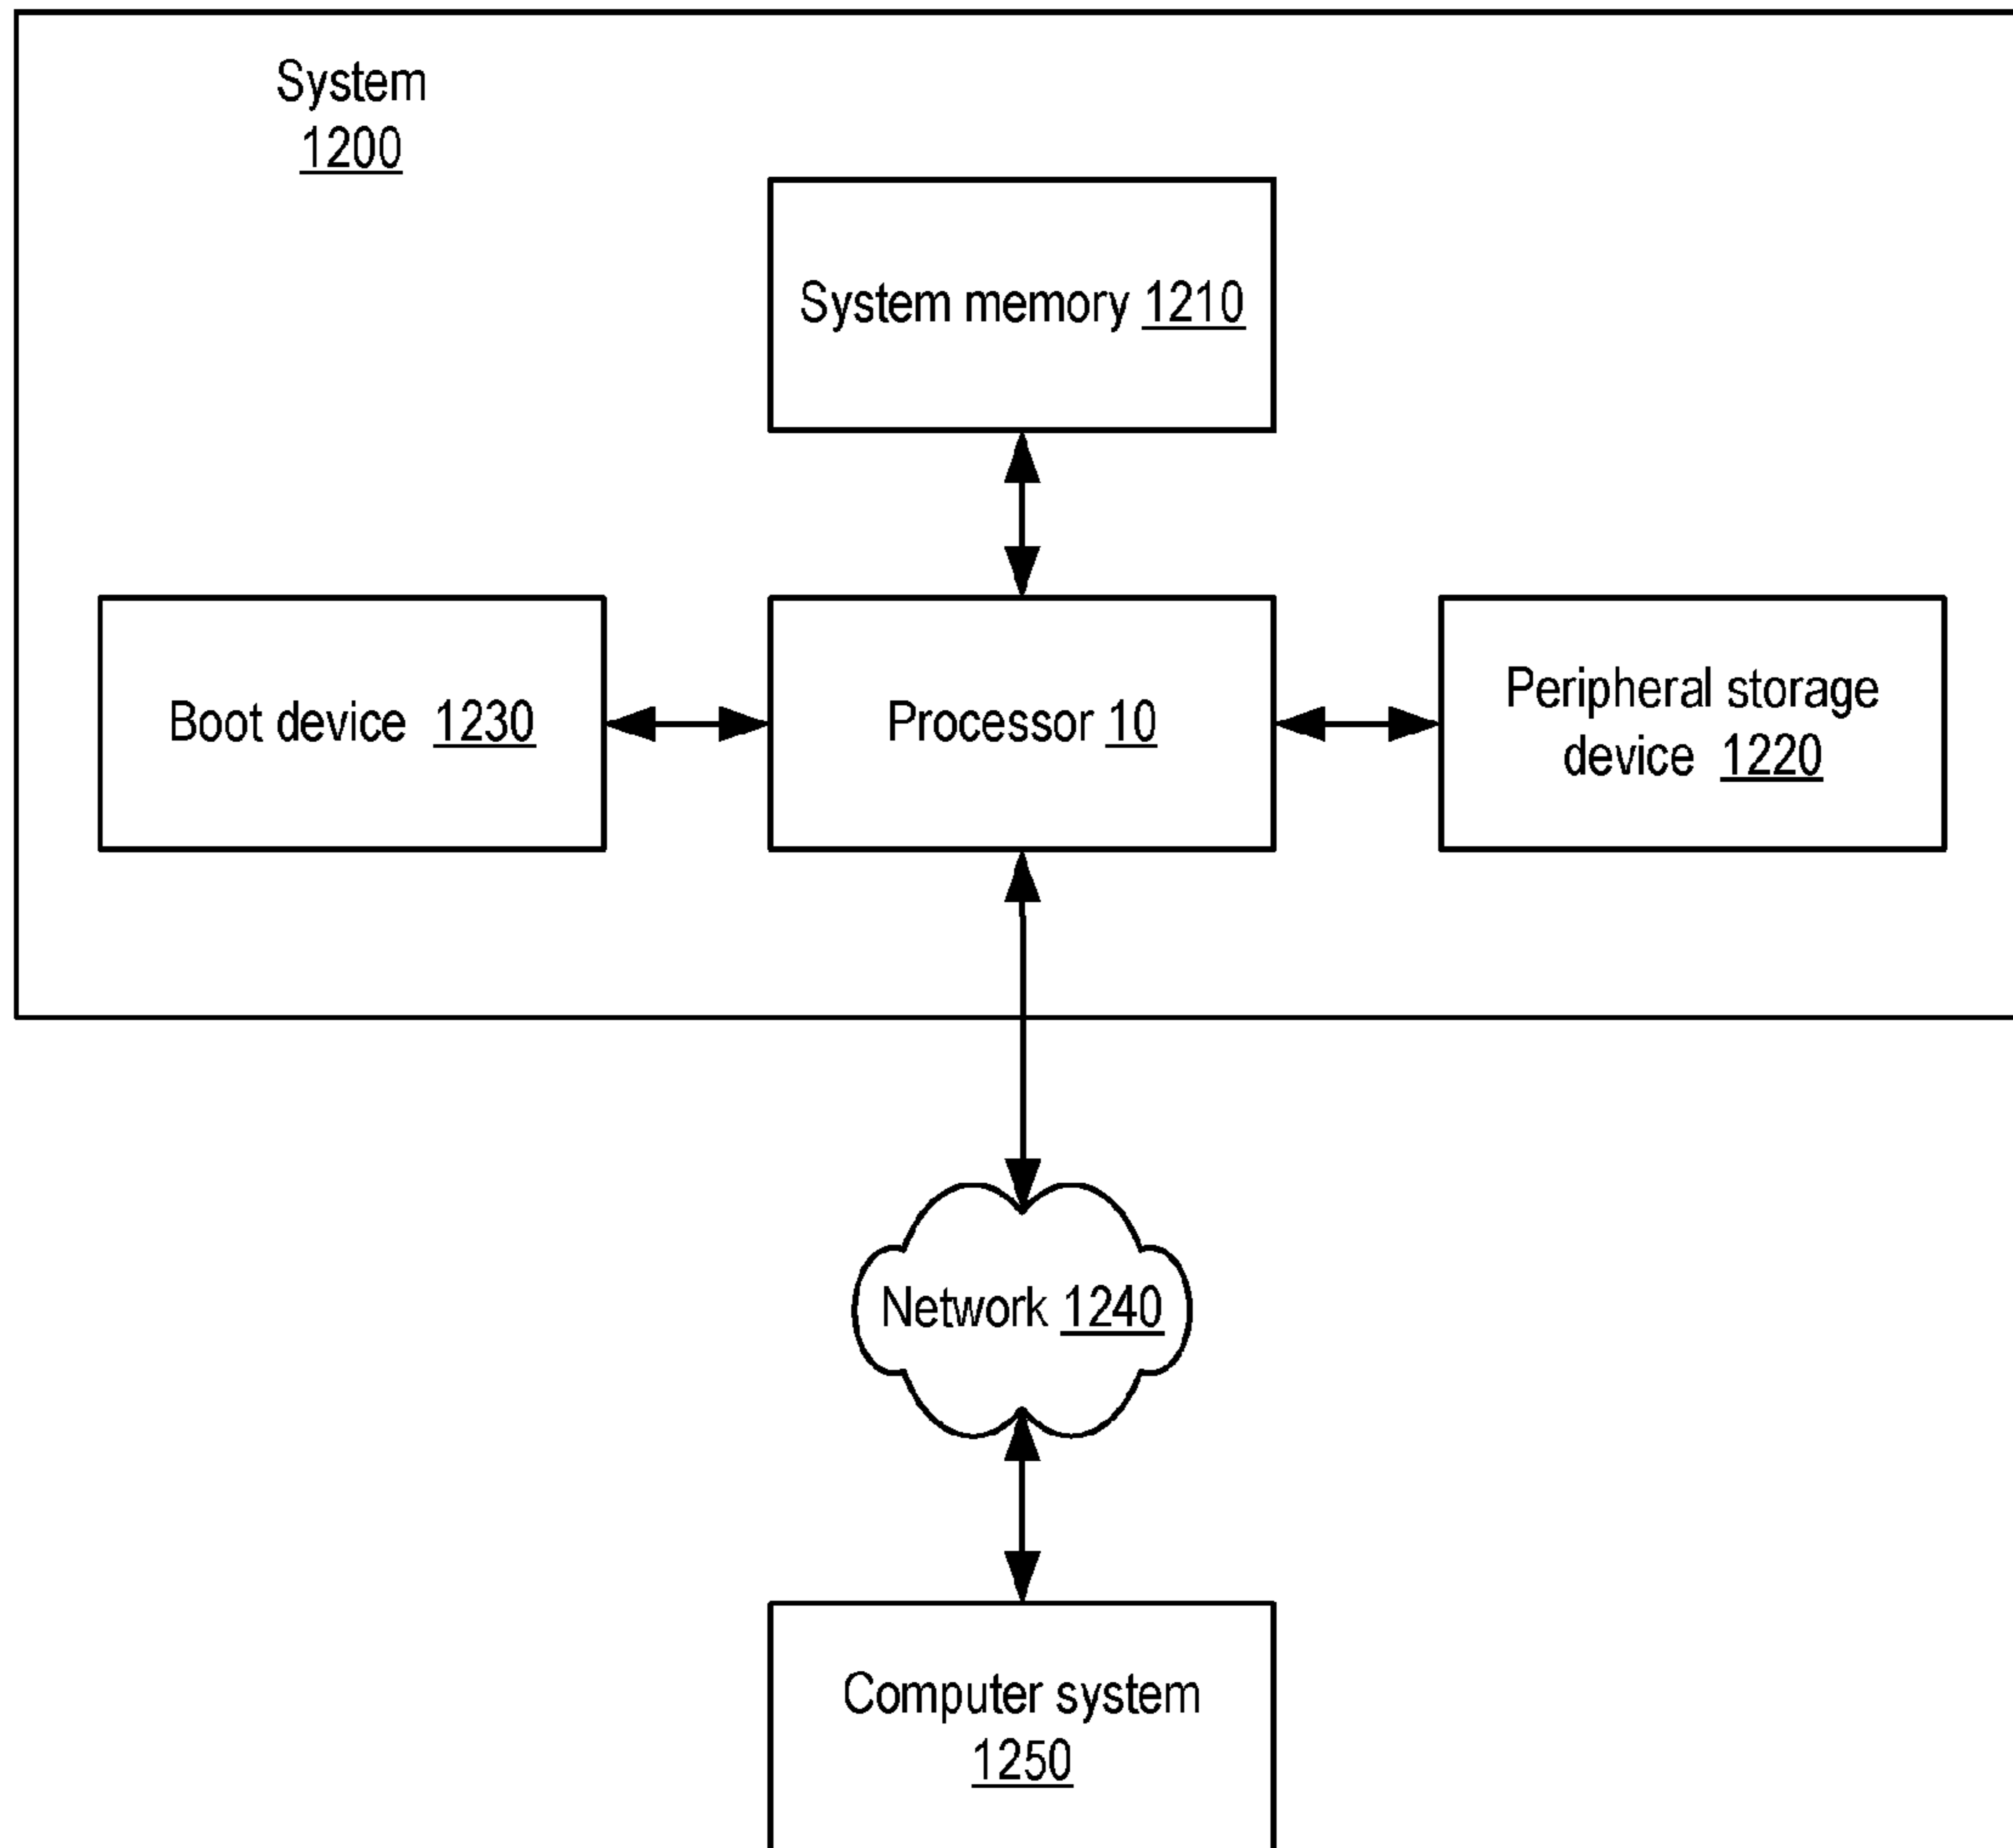 System
1200
System memory 1210
Boot device 1230
Processor 10
Peripheral storage
device 1220
Network 1240
Computer system
1250